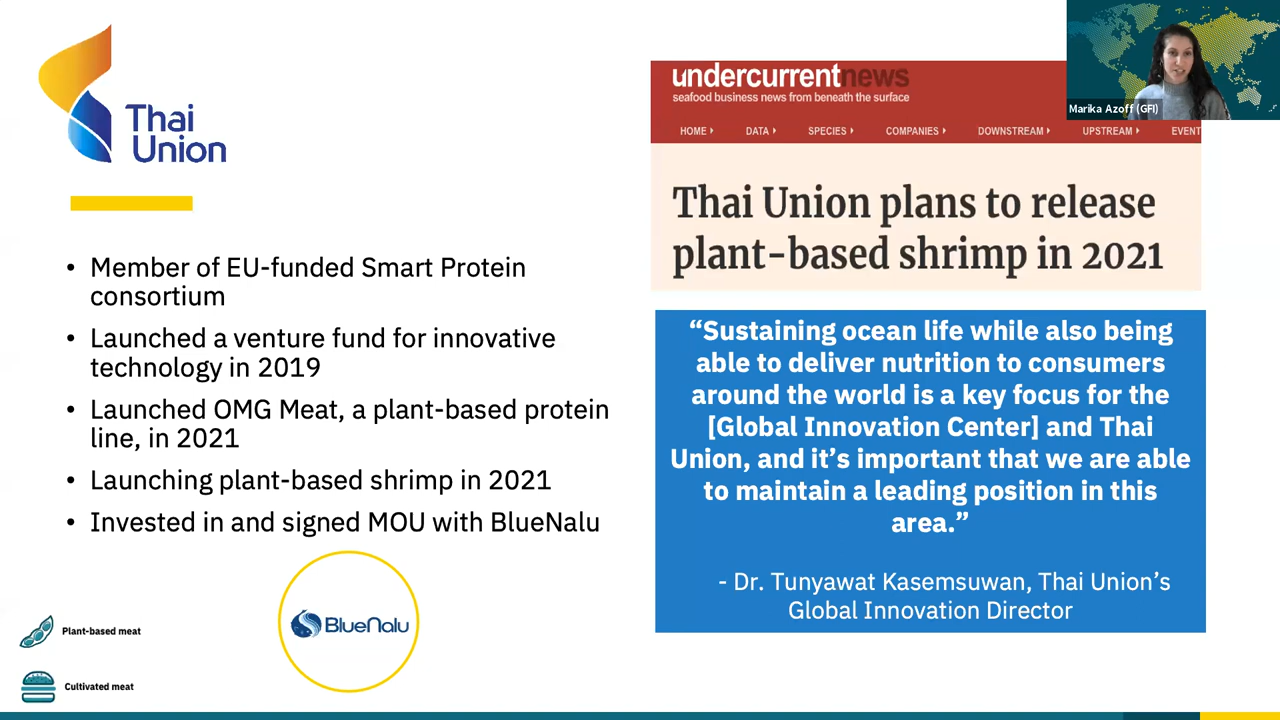 Thai
Union
• Member of EU-funded Smart Protein
consortium
• Launched a venture fund for innovative
technology in 2019
• Launched OMG Meat, a plant-based protein
line, in 2021
• Launching plant-based shrimp in 2021
• Invested in and signed MOU with BlueNalu
BlueNalu
Plant-based meat
Cultivated meat
undercurrentnews
seafood business news from beneath the surface
HOME DATA SPECIES COMPANIES DOWNSTREAM UPSTREAM EVENT
Thai Union plans to release
plant-based shrimp in 2021
“Sustaining ocean life while also being
able to deliver nutrition to consumers
around the world is a key focus for the
[Global Innovation Center] and Thai
Union, and it’s important that we are able
to maintain a leading position in this
area.”
- Dr. Tunyawat Kasemsuwan, Thai Union’s
Global Innovation Director
Marika Azoff (GFI)